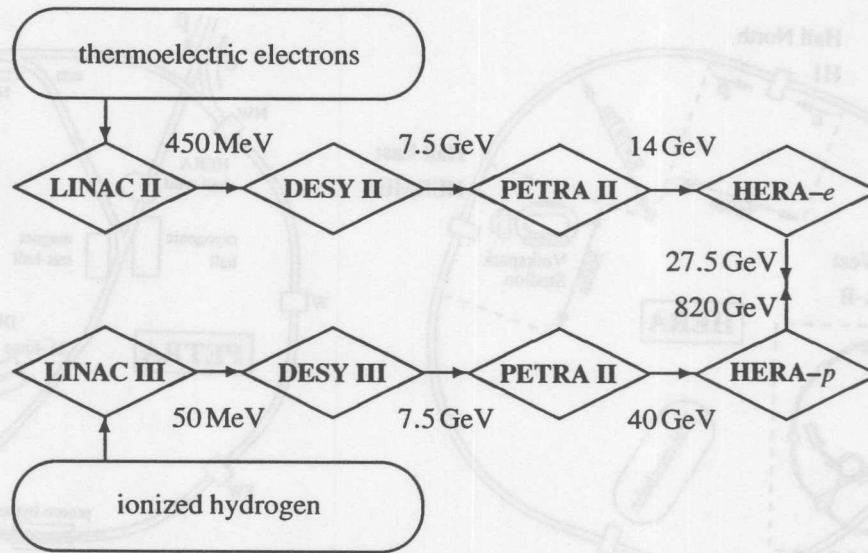 thermoelectric electrons
450 MeV 7.5 GeV 14 GeV
LINAC II DESY II PETRA II HERA–e
27.5 GeV
820 GeV
LINAC III DESY III PETRA II HERA–p
50 MeV 7.5 GeV 40 GeV
ionized hydrogen